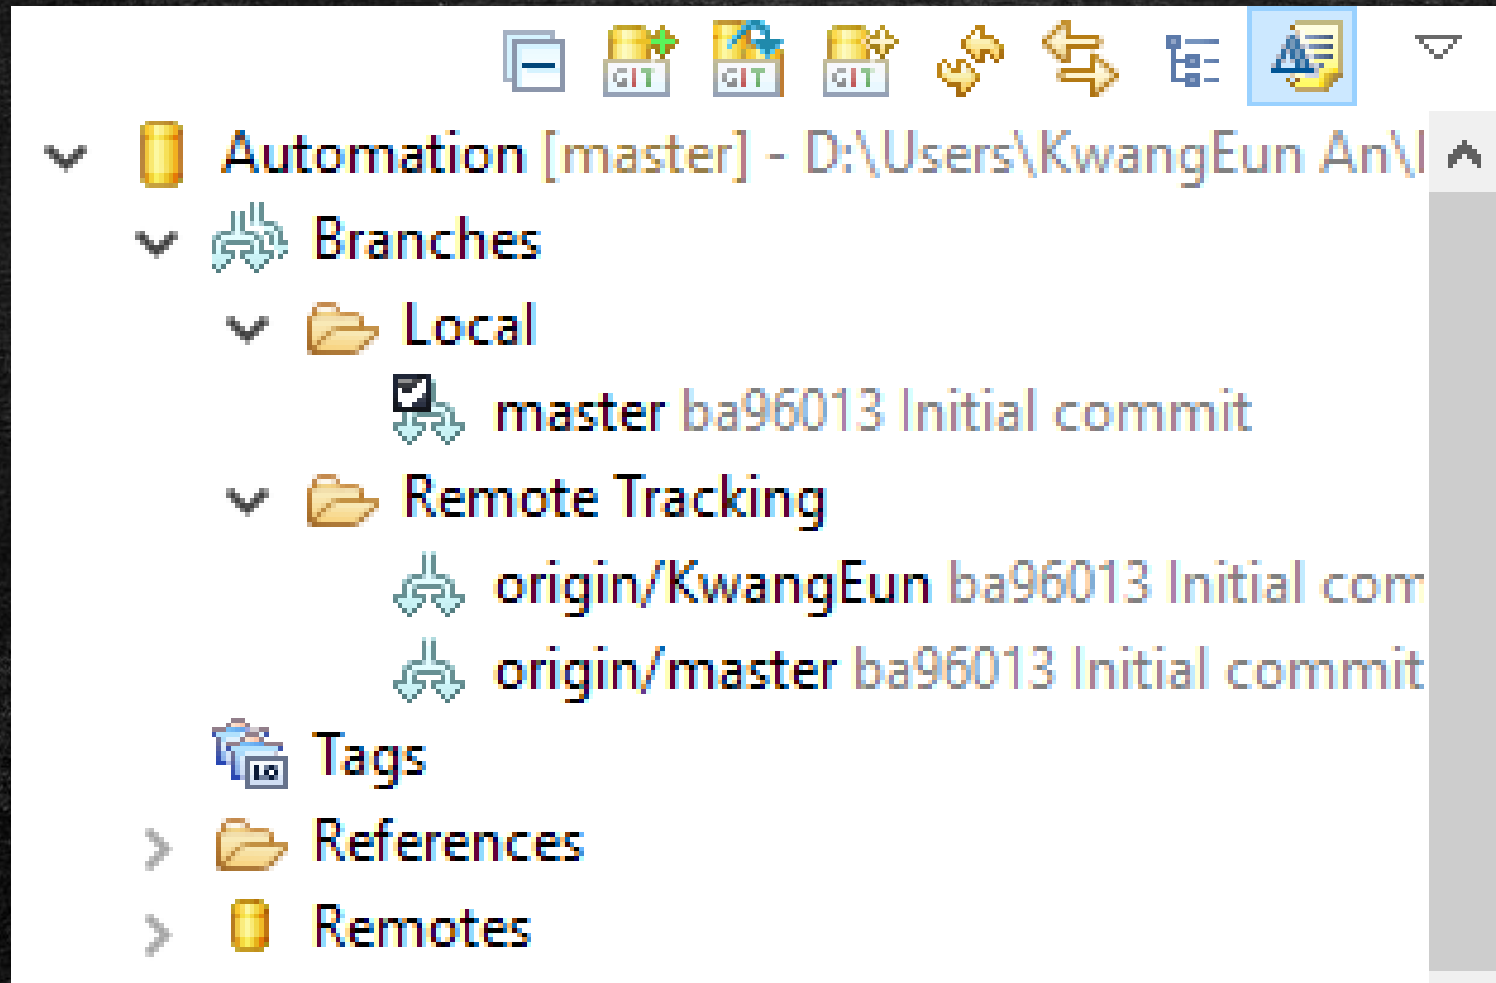 GIT GIT GIT
Automation [master] - D:\Users\KwangEun An\
Branches
Local
master ba96013 Initial commit
Remote Tracking
origin/KwangEun ba96013 Initial com
origin/master ba96013 Initial commit
Tags
References
Remotes